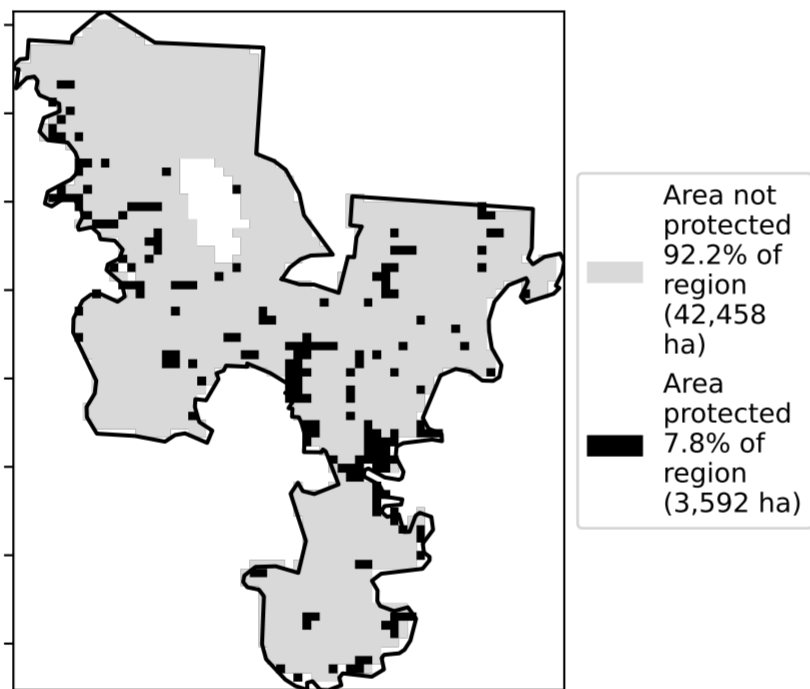 Area not
protected
92.2% of
region
(42,458
ha)
Area
protected
7.8% of
region
(3,592 ha)